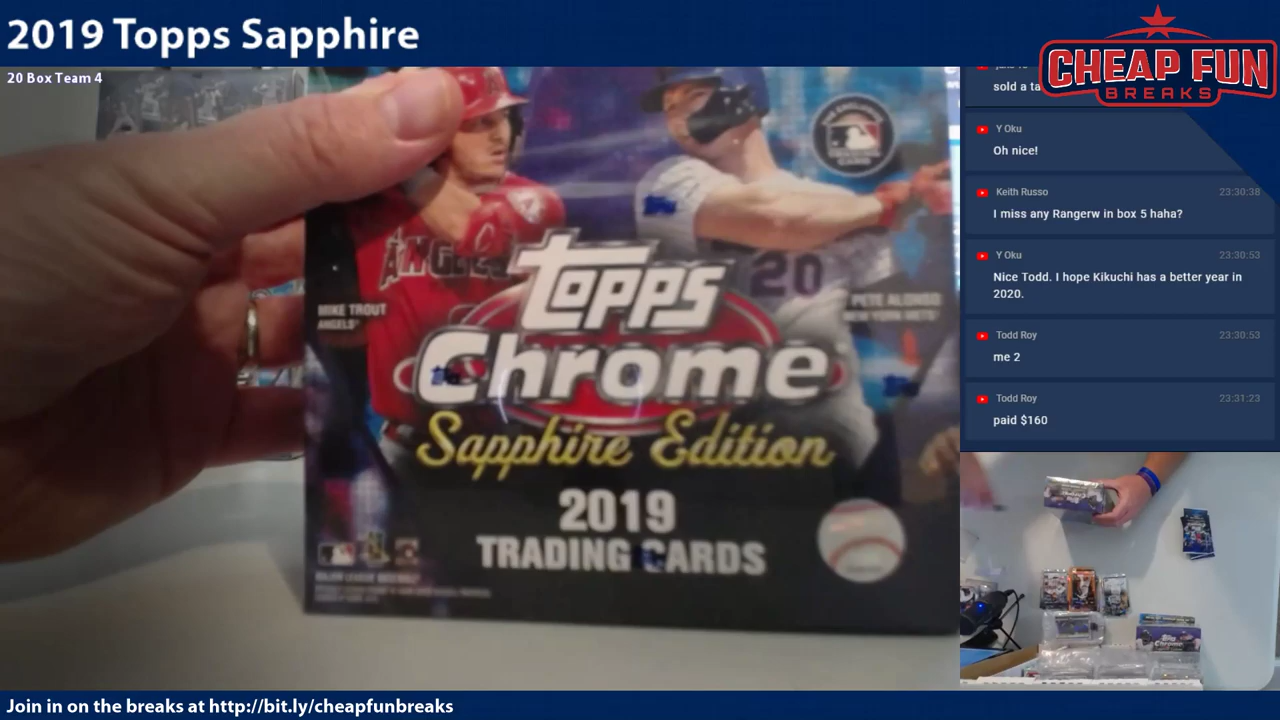 2019 Topps Sapphire
20 Box Team 4
CHEAP FUN
BREAKS
sold a ta
Y Oku
Oh nice!
Keith Russo 23:30:38
I miss any Rangerw in box 5 haha?
Y Oku 23:30:53
Nice Todd. I hope Kikuchi has a better year in
2020.
Todd Roy 23:30:53
me 2
Todd Roy 23:31:23
paid $160
ANGELS
20
MIKE TROUT
ANGELS
PETE ALONSO
NEW YORK METS
topps
Chrome
Sapphire Edition
2019
TRADING CARDS
Join in on the breaks at http://bit.ly/cheapfunbreaks